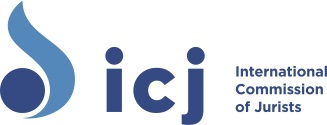 icj
International
Commission
of Jurists